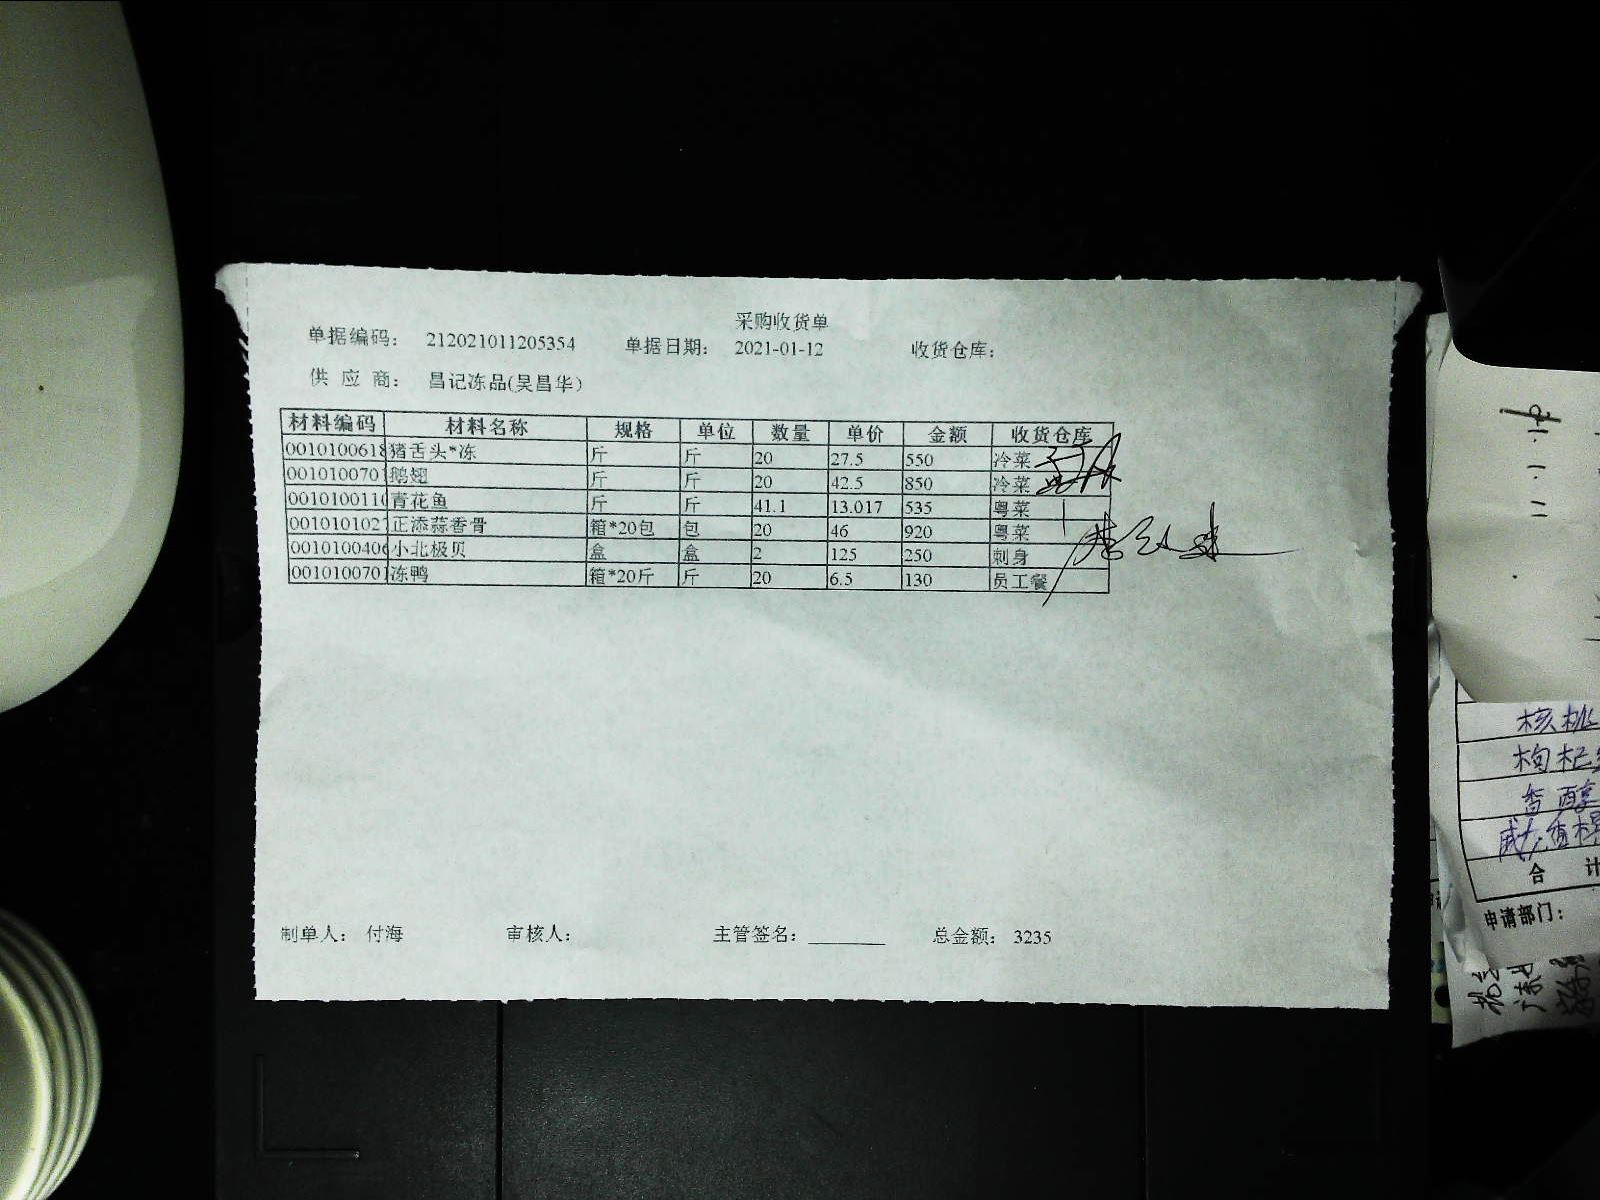 采购收货单
单据编码： 212021011205354 单据日期： 2021-01-12 收货仓库：
供 应 商： 昌记冻品(吴昌华)
材料编码 材料名称 规格 单位 数量 单价 金额 收货仓库
0010100618 猪舌头*冻 斤 斤 20 27.5 550 冷菜
001010070 鹅翅 斤 斤 20 42.5 850 冷菜
001010011 青花鱼 斤 斤 41.1 13.017 535 粤菜
001010102 正添蒜香骨 箱*20包 包 20 46 920 粤菜
001010040 小北极贝 盒 盒 2 125 250 刺身
001010070 冻鸭 箱*20斤 斤 20 6.5 130 员工餐
制单人： 付海 审核人： 主管签名： 总金额： 3235
核桃
枸杞
香醇
合 计
申请部门：